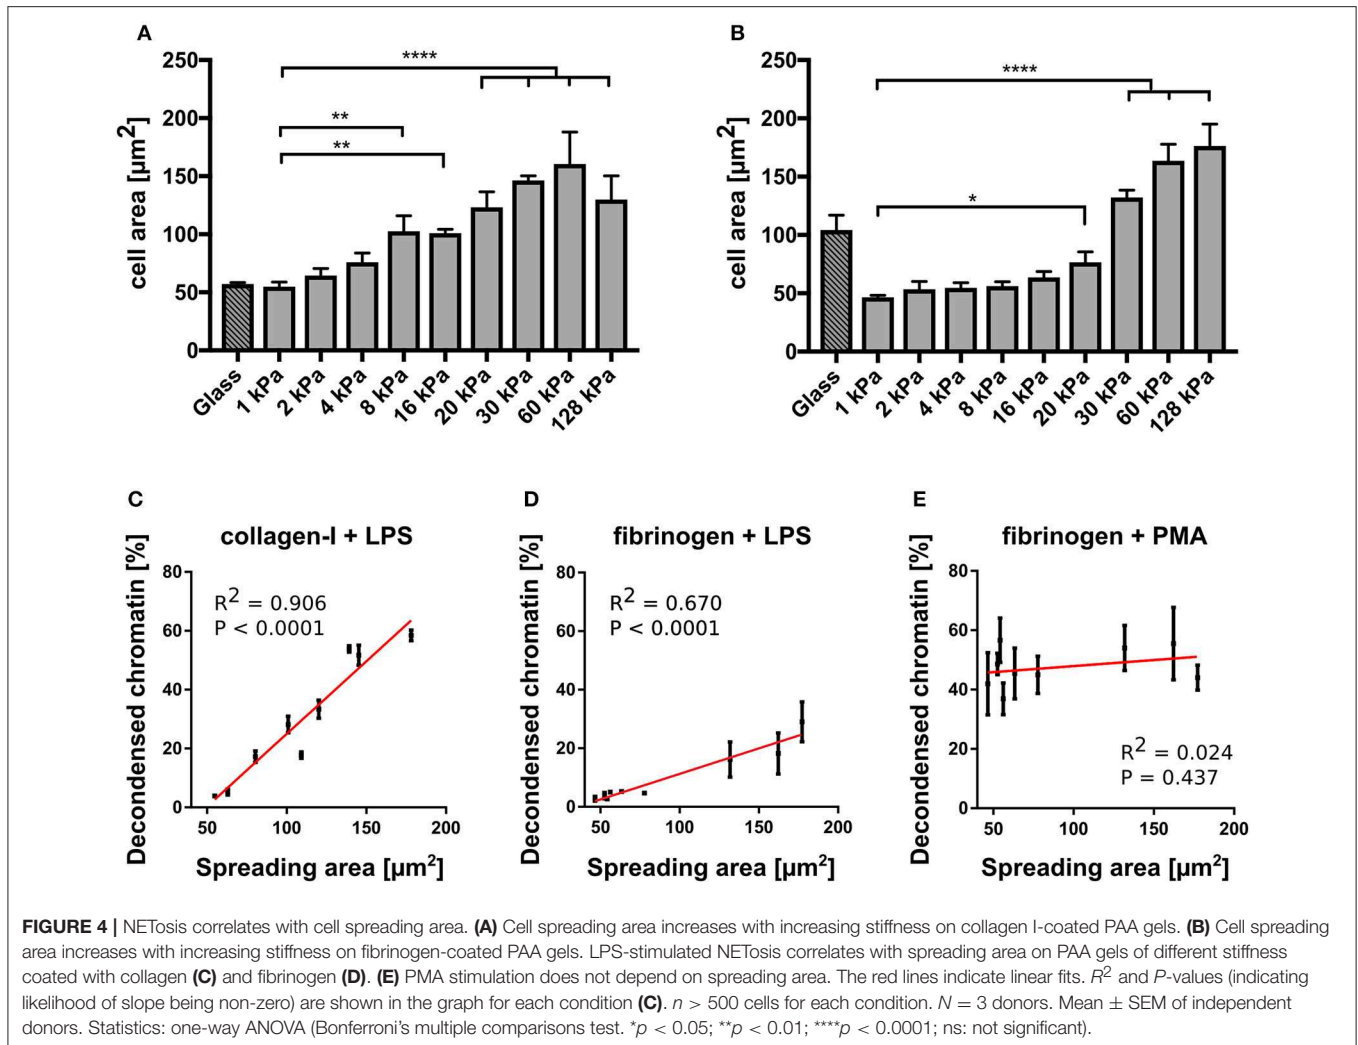 A
250
200
150
100
50
0
cell area [µm²]
****
**
**
Glass
1 kPa
2 kPa
4 kPa
8 kPa
16 kPa
20 kPa
30 kPa
60 kPa
128 kPa
B
250
200
150
100
50
0
cell area [µm²]
****
*
Glass
1 kPa
2 kPa
4 kPa
8 kPa
16 kPa
20 kPa
30 kPa
60 kPa
128 kPa
C
collagen-I + LPS
Decondensed chromatin [%]
80
60
40
20
0
R² = 0.906
P < 0.0001
50 100 150 200
Spreading area [µm²]
D
fibrinogen + LPS
Decondensed chromatin [%]
80
60
40
20
0
R² = 0.670
P < 0.0001
50 100 150 200
Spreading area [µm²]
E
fibrinogen + PMA
Decondensed chromatin [%]
80
60
40
20
0
R² = 0.024
P = 0.437
50 100 150 200
Spreading area [µm²]
FIGURE 4 | NETosis correlates with cell spreading area. (A) Cell spreading area increases with increasing stiffness on collagen I-coated PAA gels. (B) Cell spreading
area increases with increasing stiffness on fibrinogen-coated PAA gels. LPS-stimulated NETosis correlates with spreading area on PAA gels of different stiffness
coated with collagen (C) and fibrinogen (D). (E) PMA stimulation does not depend on spreading area. The red lines indicate linear fits. R² and P-values (indicating
likelihood of slope being non-zero) are shown in the graph for each condition (C). n > 500 cells for each condition. N = 3 donors. Mean ± SEM of independent
donors. Statistics: one-way ANOVA (Bonferroni's multiple comparisons test. *p < 0.05; **p < 0.01; ****p < 0.0001; ns: not significant).